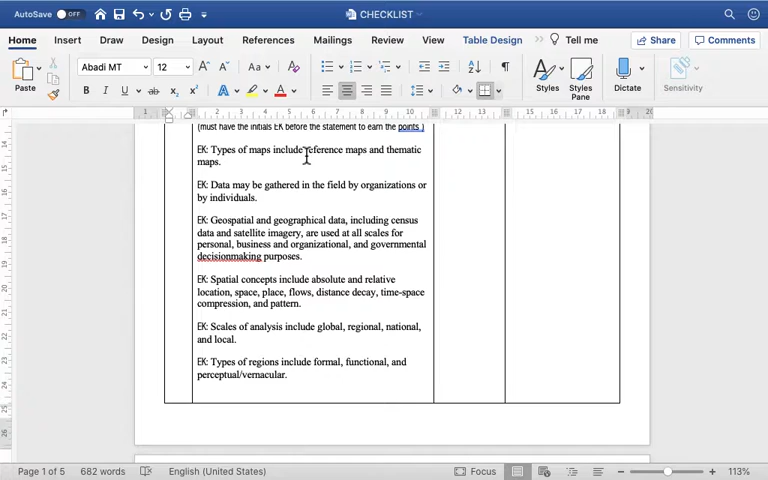 AutoSave OFF CHECKLIST
Home Insert Draw Design Layout References Mailings Review View Table Design Tell me Share Comments
Abadi MT 12
Paste Styles Styles Pane Dictate Sensitivity
(must have the initials EK before the statement to earn the points )
EK: Types of maps include reference maps and thematic
maps.
EK: Data may be gathered in the field by organizations or
by individuals.
EK: Geospatial and geographical data, including census
data and satellite imagery, are used at all scales for
personal, business and organizational, and governmental
decisionmaking purposes.
EK: Spatial concepts include absolute and relative
location, space, place, flows, distance decay, time-space
compression, and pattern.
EK: Scales of analysis include global, regional, national,
and local.
EK: Types of regions include formal, functional, and
perceptual/vernacular.
Page 1 of 5 682 words English (United States) Focus 113%